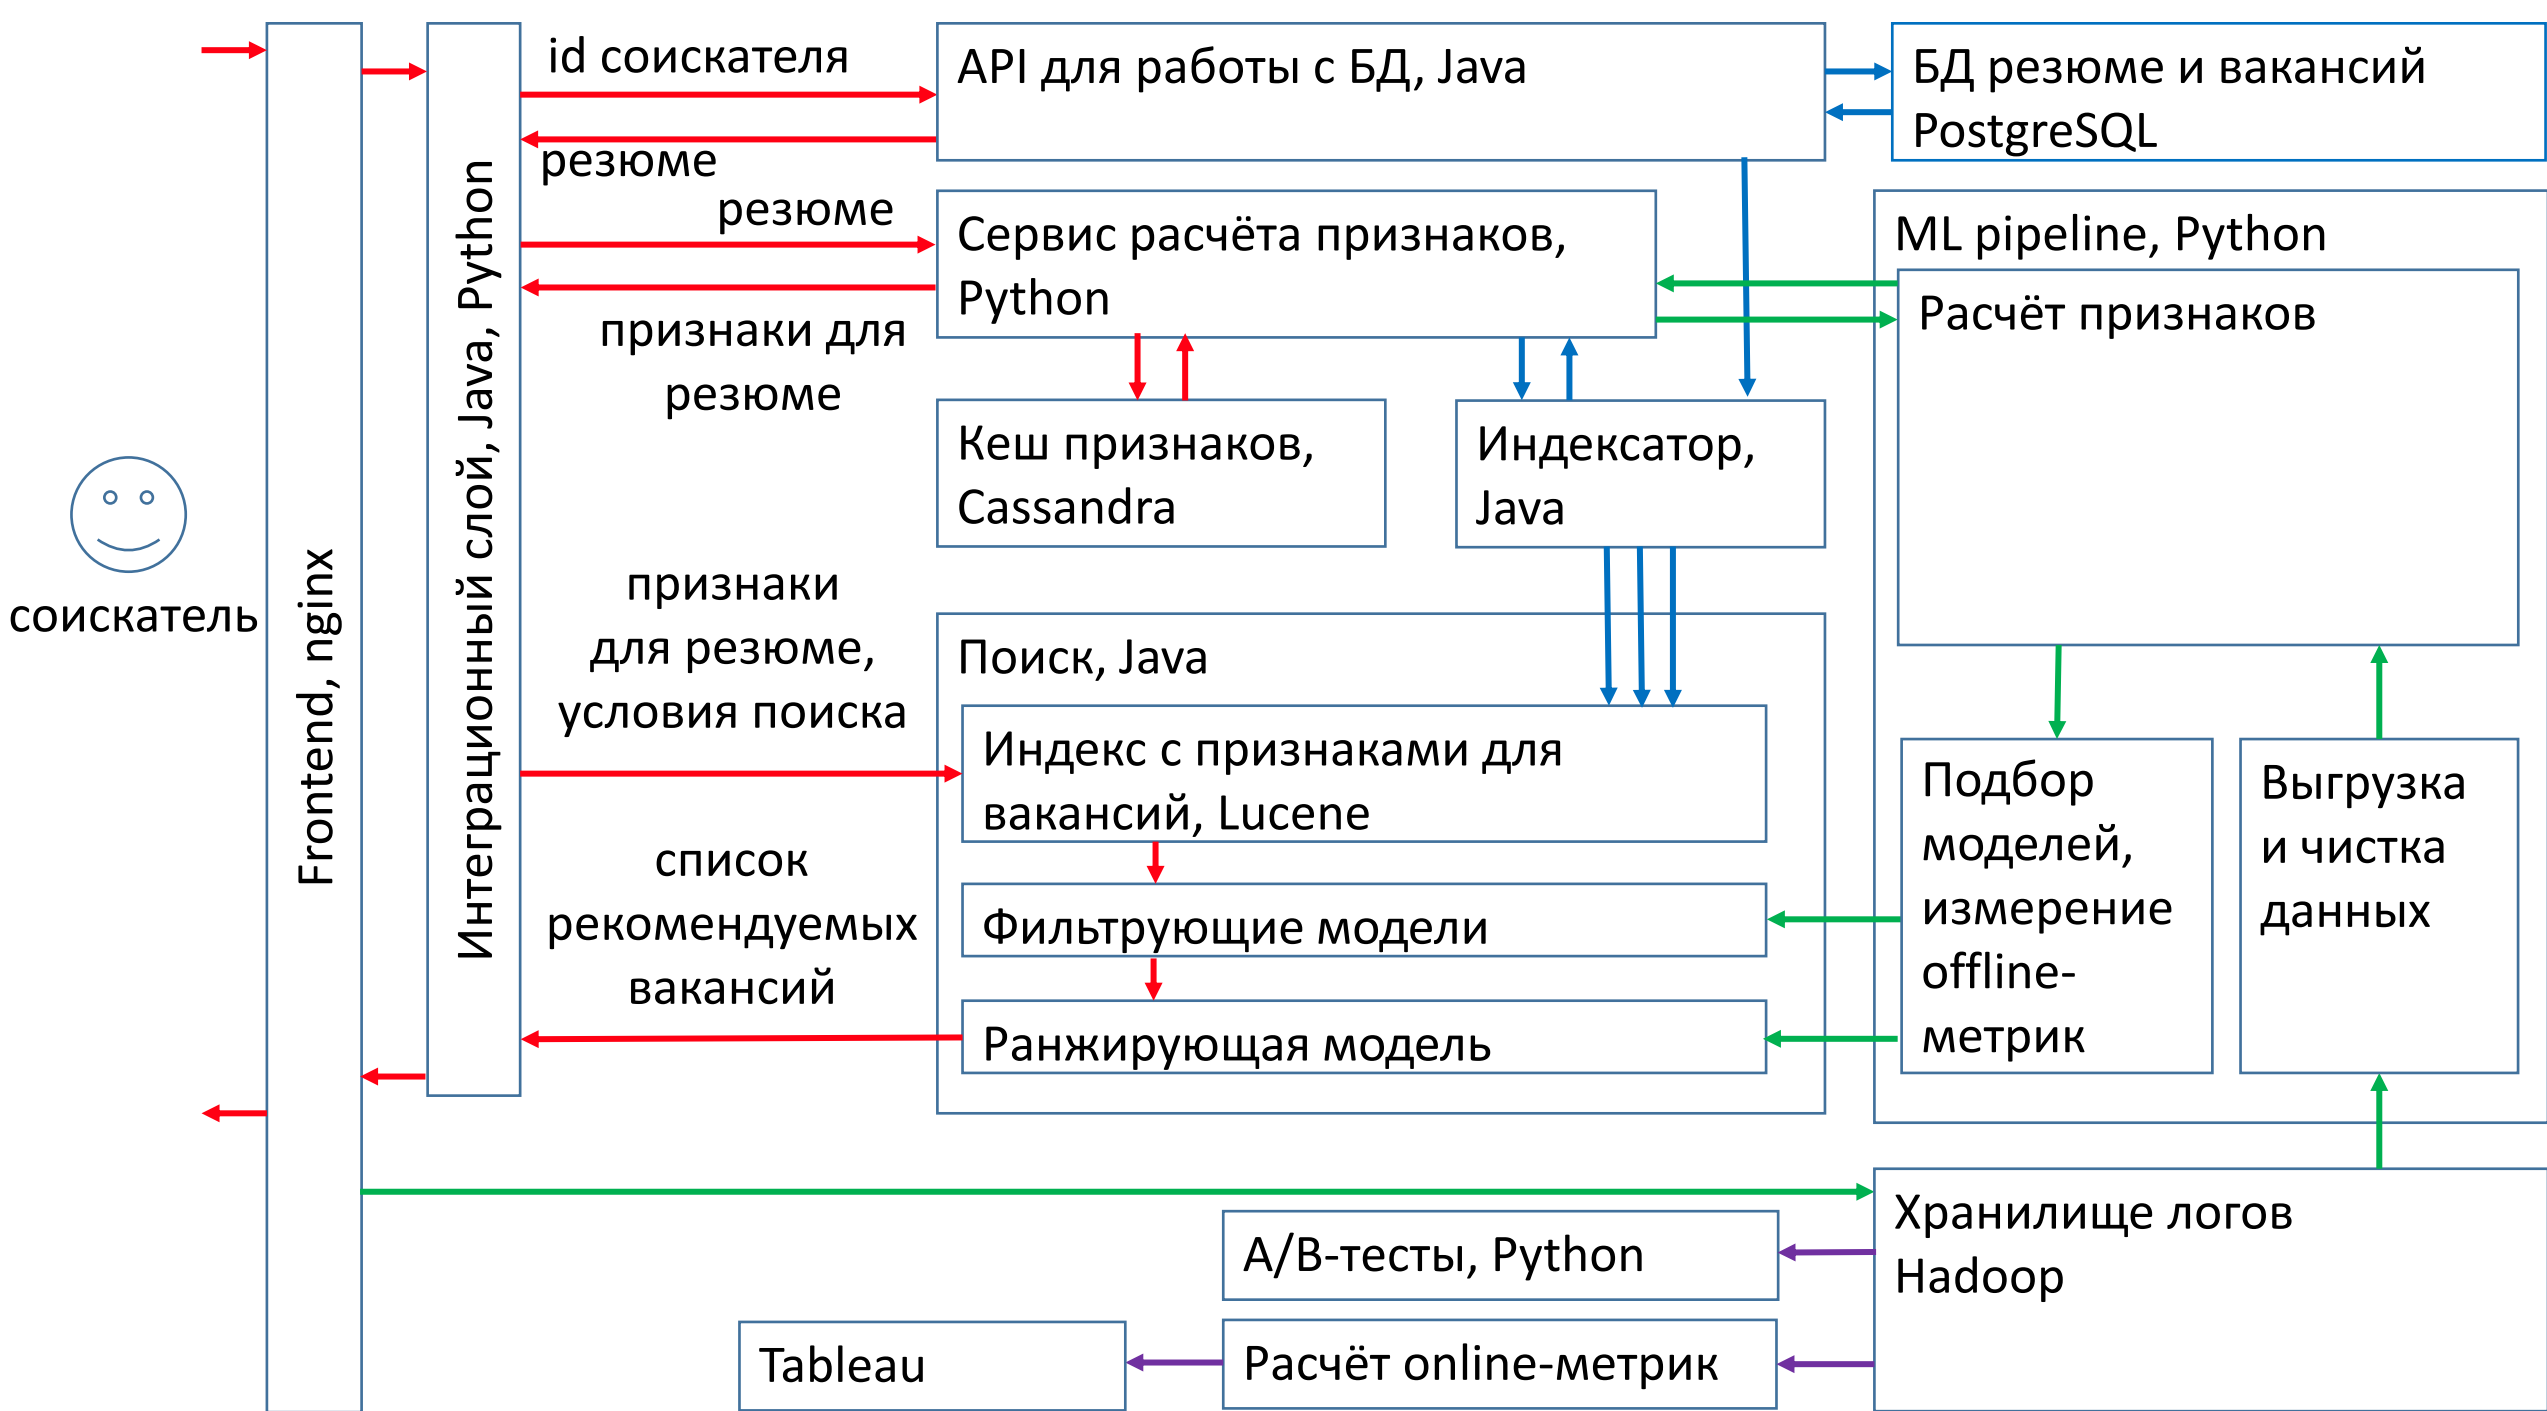 соискатель
Frontend, nginx
Интеграционный слой, Java, Python
id соискателя
резюме
резюме
признаки для
резюме
признаки
для резюме,
условия поиска
список
рекомендуемых
вакансий
API для работы с БД, Java
БД резюме и вакансий
PostgreSQL
Сервис расчёта признаков,
Python
Кеш признаков,
Cassandra
Индексатор,
Java
Поиск, Java
Индекс с признаками для
вакансий, Lucene
Фильтрующие модели
Ранжирующая модель
ML pipeline, Python
Расчёт признаков
Подбор
моделей,
измерение
offline-
метрик
Выгрузка
и чистка
данных
Хранилище логов
Hadoop
A/B-тесты, Python
Расчёт online-метрик
Tableau